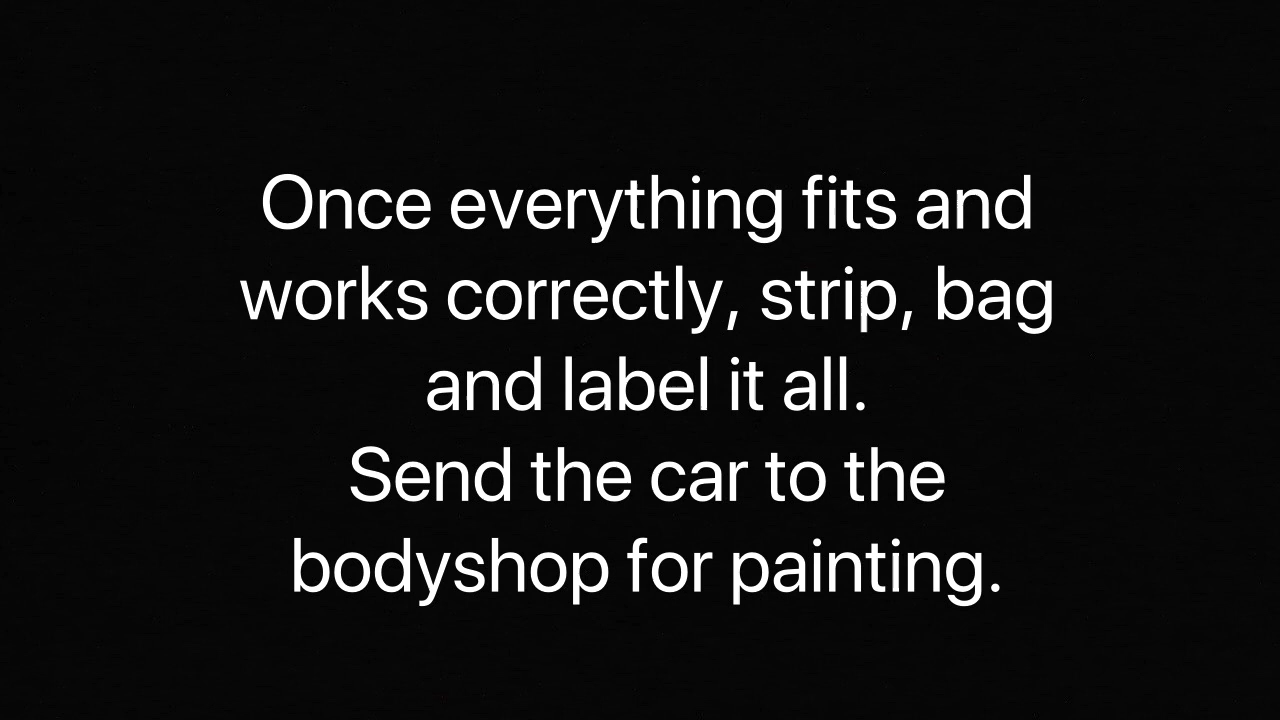 Once everything fits and
works correctly, strip, bag
and label it all.
Send the car to the
bodyshop for painting.